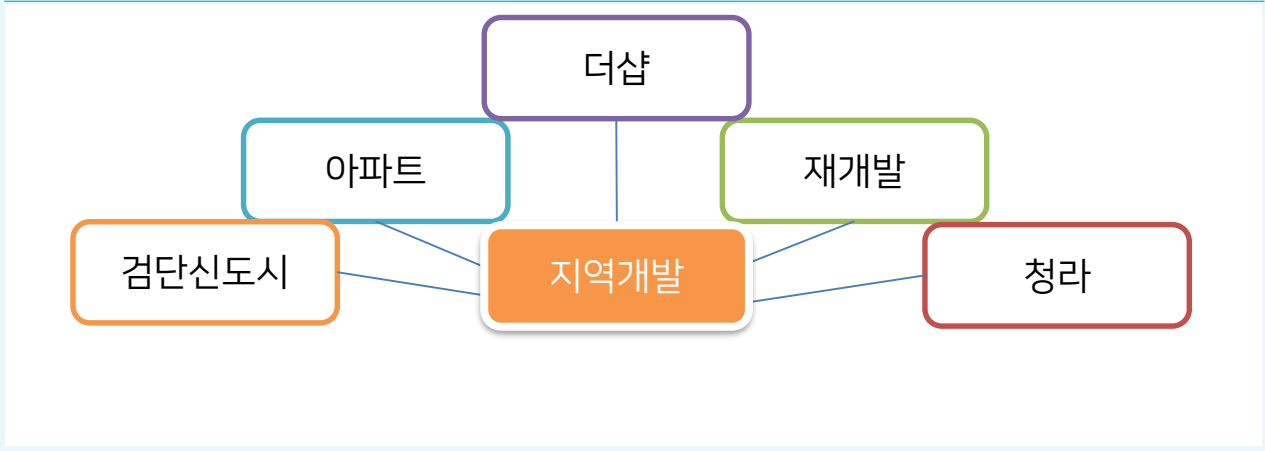 더샵
아파트
재개발
검단신도시
지역개발
청라